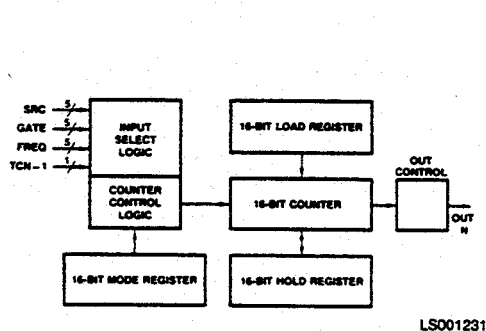 SRC 5
GATE 5
FREQ 5
TCN-1 1
INPUT
SELECT
LOGIC
COUNTER
CONTROL
LOGIC
16-BIT LOAD REGISTER
16-BIT COUNTER
OUT
CONTROL
OUT
N
16-BIT MODE REGISTER
16-BIT HOLD REGISTER
LS001231